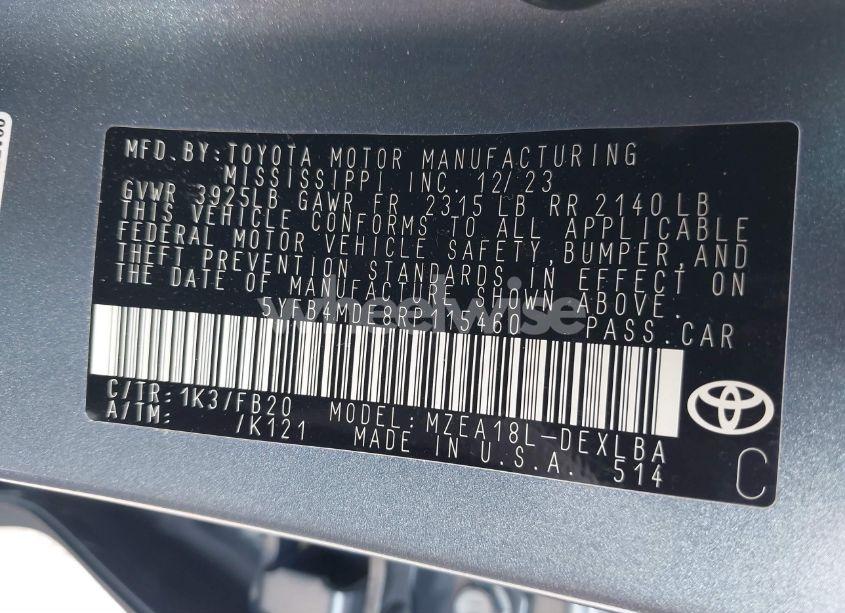 MFD. BY: TOYOTA MOTOR MANUFACTURING
MISSISSIPPI, INC. 12/23
GVWR 3925LB GAWR FR 2315 LB RR 2140 LB
THIS VEHICLE CONFORMS TO ALL APPLICABLE
FEDERAL MOTOR VEHICLE SAFETY, BUMPER, AND
THEFT PREVENTION STANDARDS IN EFFECT ON
THE DATE OF MANUFACTURE SHOWN ABOVE.
5YFB4MDE8RP115460 PASS. CAR
wheelwise
C/TR: 1K3/FB20 MODEL: MZEA18L-DEXLBA
A/TM: /K121 MADE IN U.S.A. 514
C